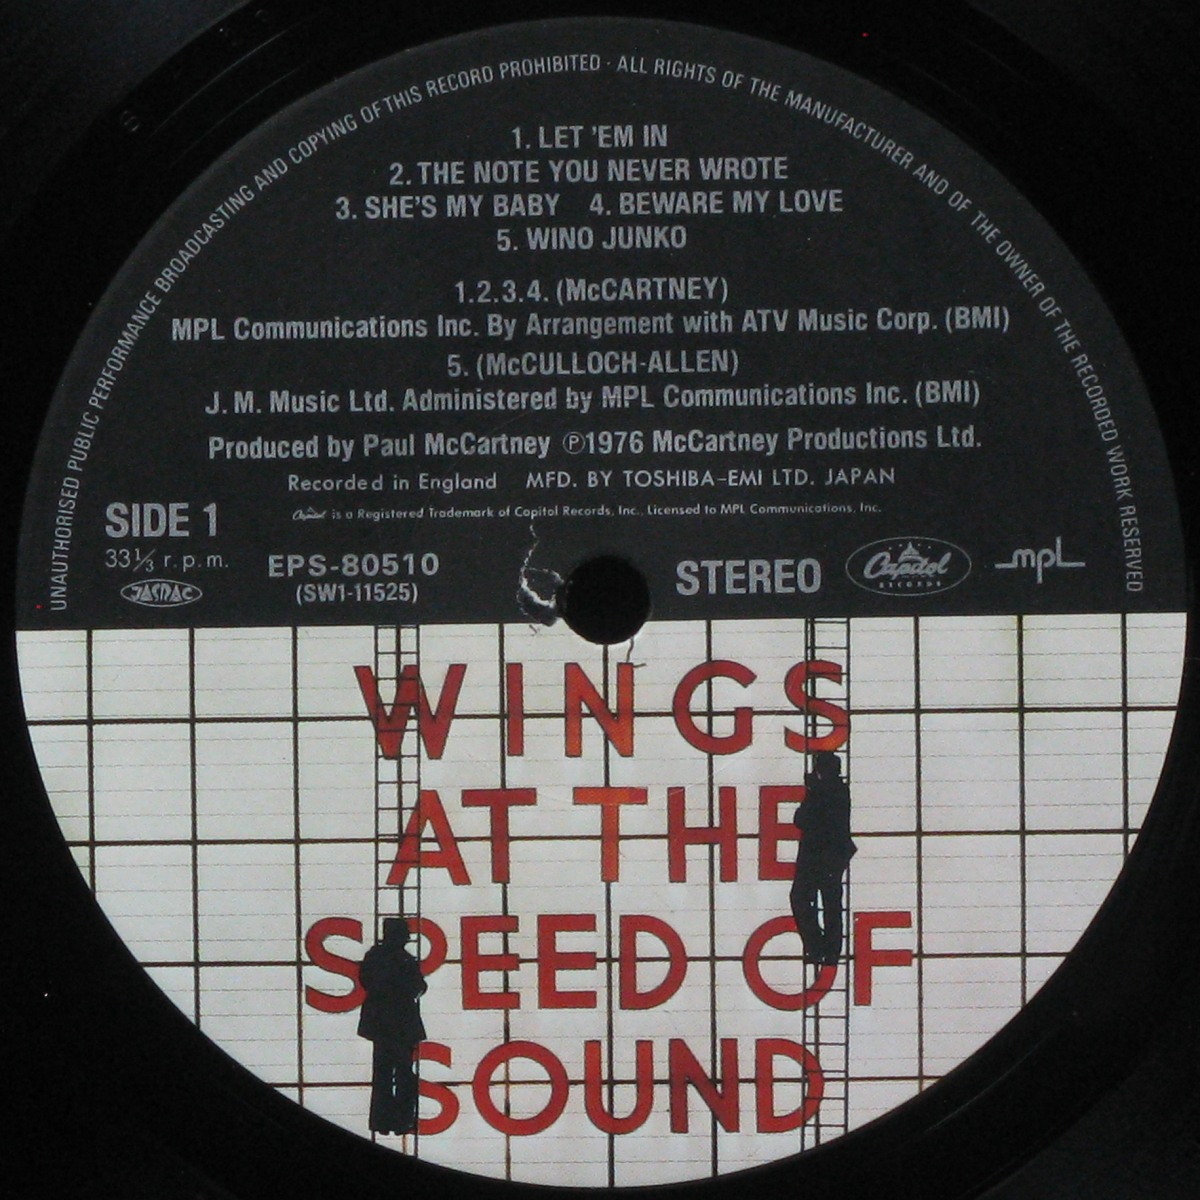 UNAUTHORISED PUBLIC PERFORMANCE BROADCASTING AND COPYING OF THIS RECORD PROHIBITED · ALL RIGHTS OF THE MANUFACTURER AND OF THE OWNER OF THE RECORDED WORK RESERVED
1. LET 'EM IN
2. THE NOTE YOU NEVER WROTE
3. SHE'S MY BABY 4. BEWARE MY LOVE
5. WINO JUNKO
1.2.3.4. (McCARTNEY)
MPL Communications Inc. By Arrangement with ATV Music Corp. (BMI)
5. (McCULLOCH-ALLEN)
J. M. Music Ltd. Administered by MPL Communications Inc. (BMI)
Produced by Paul McCartney ℗1976 McCartney Productions Ltd.
Recorded in England MFD. BY TOSHIBA-EMI LTD. JAPAN
Capitol is a Registered Trademark of Capitol Records, Inc., Licensed to MPL Communications, Inc.
SIDE 1
33⅓ r.p.m.
JASRAC
EPS-80510
(SW1-11525)
STEREO
Capitol
RECORDS
mpl
WINGS
AT THE
SPEED OF
SOUND